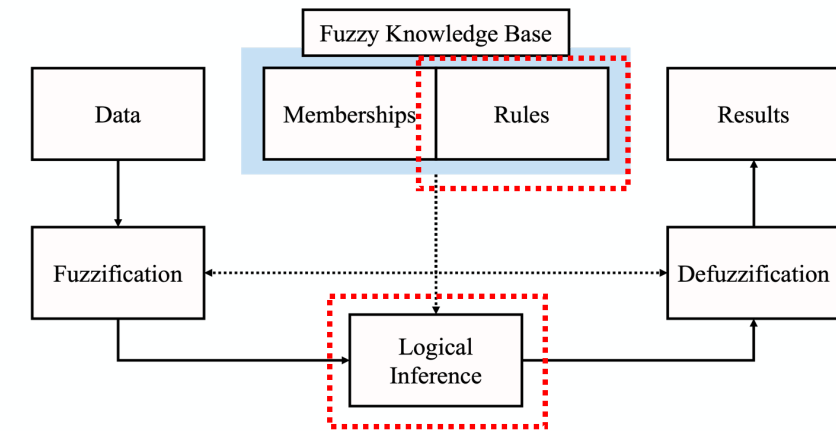 Fuzzy Knowledge Base
Data
Memberships
Rules
Results
Fuzzification
Defuzzification
Logical
Inference